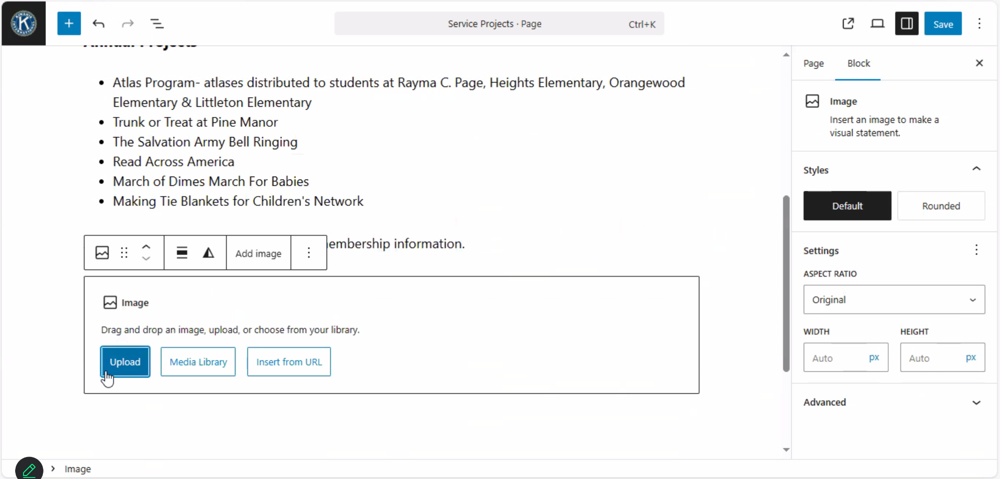 Service Projects · Page
Ctrl+K
Save
Annual Projects
Atlas Program- atlases distributed to students at Rayma C. Page, Heights Elementary, Orangewood
Elementary & Littleton Elementary
Trunk or Treat at Pine Manor
The Salvation Army Bell Ringing
Read Across America
March of Dimes March For Babies
Making Tie Blankets for Children's Network
Add image
embership information.
Image
Drag and drop an image, upload, or choose from your library.
Upload
Media Library
Insert from URL
Page
Block
Image
Insert an image to make a
visual statement.
Styles
Default
Rounded
Settings
ASPECT RATIO
Original
WIDTH
HEIGHT
Auto
px
Auto
px
Advanced
Image